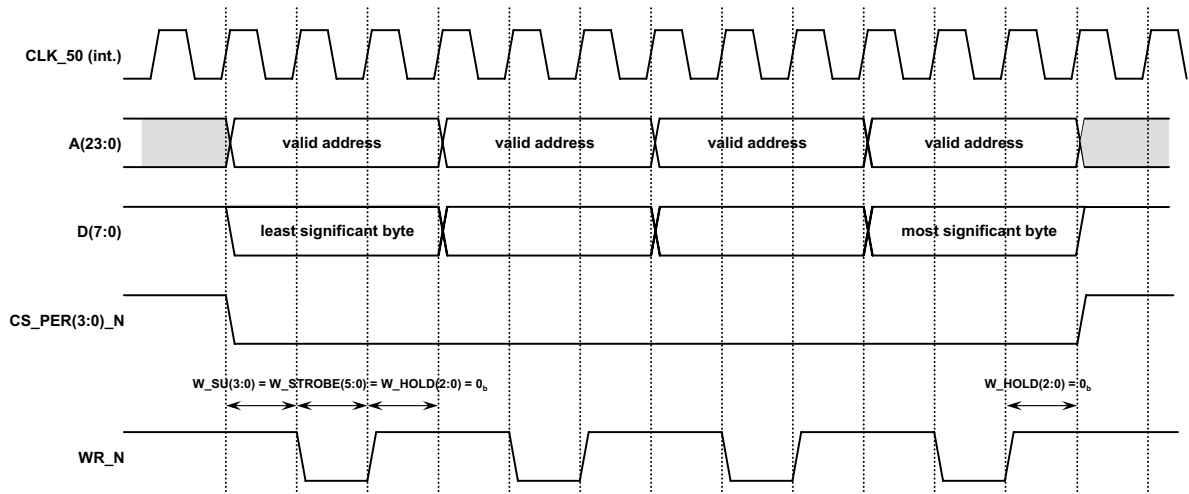 CLK_50 (int.)
A(23:0)
valid address valid address valid address valid address
D(7:0)
least significant byte most significant byte
CS_PER(3:0)_N
W_SU(3:0) = W_STROBE(5:0) = W_HOLD(2:0) = 0b W_HOLD(2:0) = 0b
WR_N